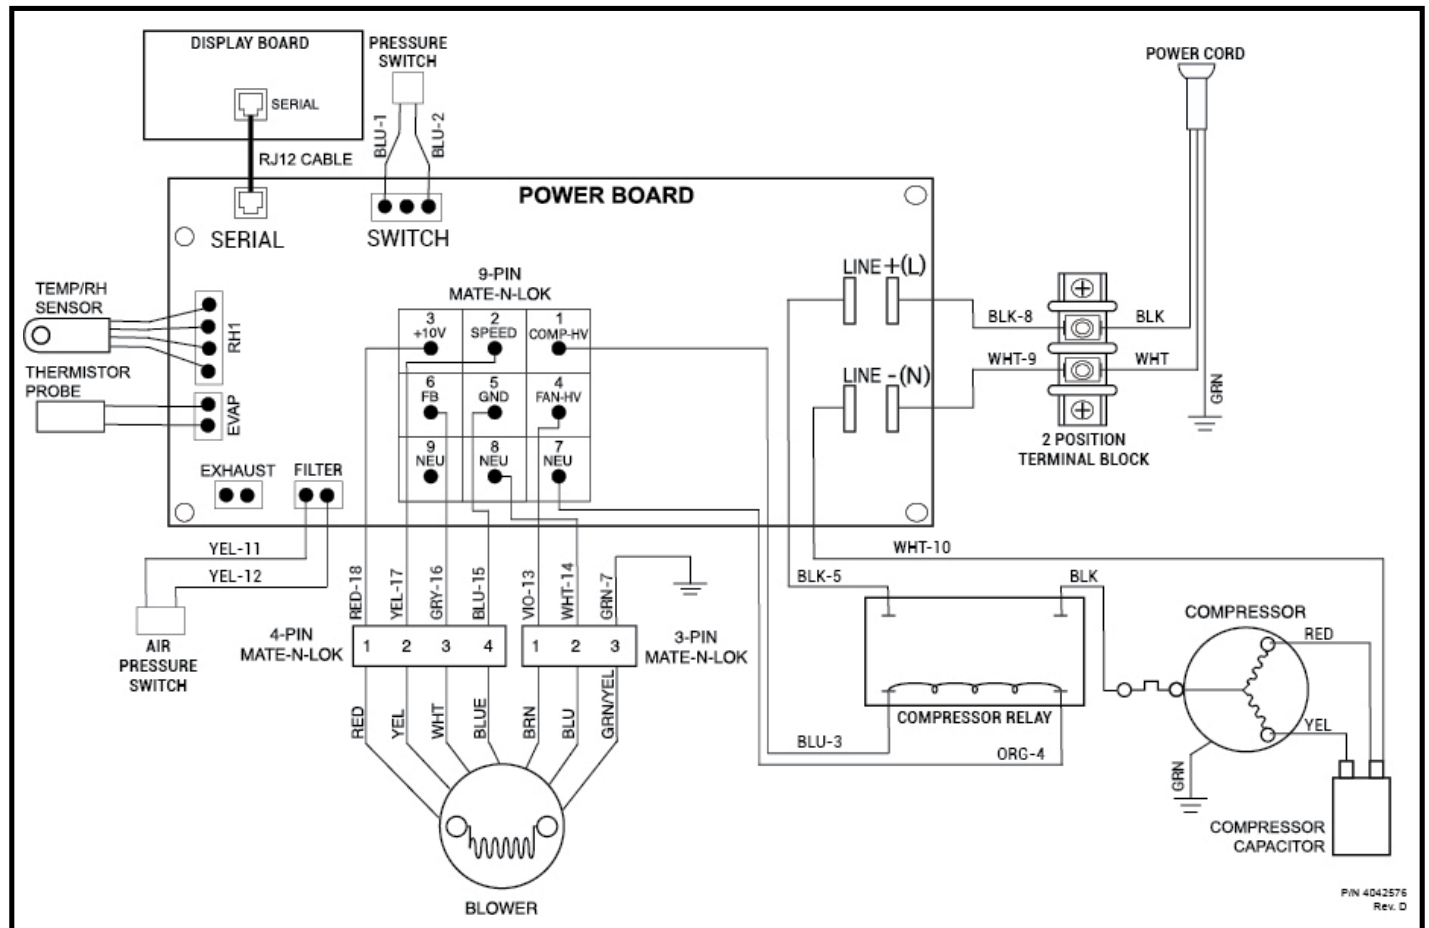 DISPLAY BOARD
SERIAL
RJ12 CABLE
PRESSURE
SWITCH
BLU-1
BLU-2
POWER CORD
POWER BOARD
SERIAL
SWITCH
TEMP/RH
SENSOR
RH1
THERMISTOR
PROBE
EVAP
EXHAUST
FILTER
9-PIN
MATE-N-LOK
3
+10V
2
SPEED
1
COMP-HV
6
FB
5
GND
4
FAN-HV
9
NEU
8
NEU
7
NEU
LINE +(L)
LINE -(N)
BLK-8
BLK
WHT-9
WHT
GRN
2 POSITION
TERMINAL BLOCK
YEL-11
YEL-12
AIR
PRESSURE
SWITCH
RED-18
YEL-17
GRY-16
BLU-15
VIO-13
WHT-14
GRN-7
4-PIN
MATE-N-LOK
1 2 3 4
1 2 3
3-PIN
MATE-N-LOK
RED
YEL
WHT
BLUE
BRN
BLU
GRN/YEL
BLOWER
WHT-10
BLK-5
BLK
COMPRESSOR RELAY
BLU-3
ORG-4
COMPRESSOR
RED
YEL
GRN
COMPRESSOR
CAPACITOR
P/N 4042576
Rev. D